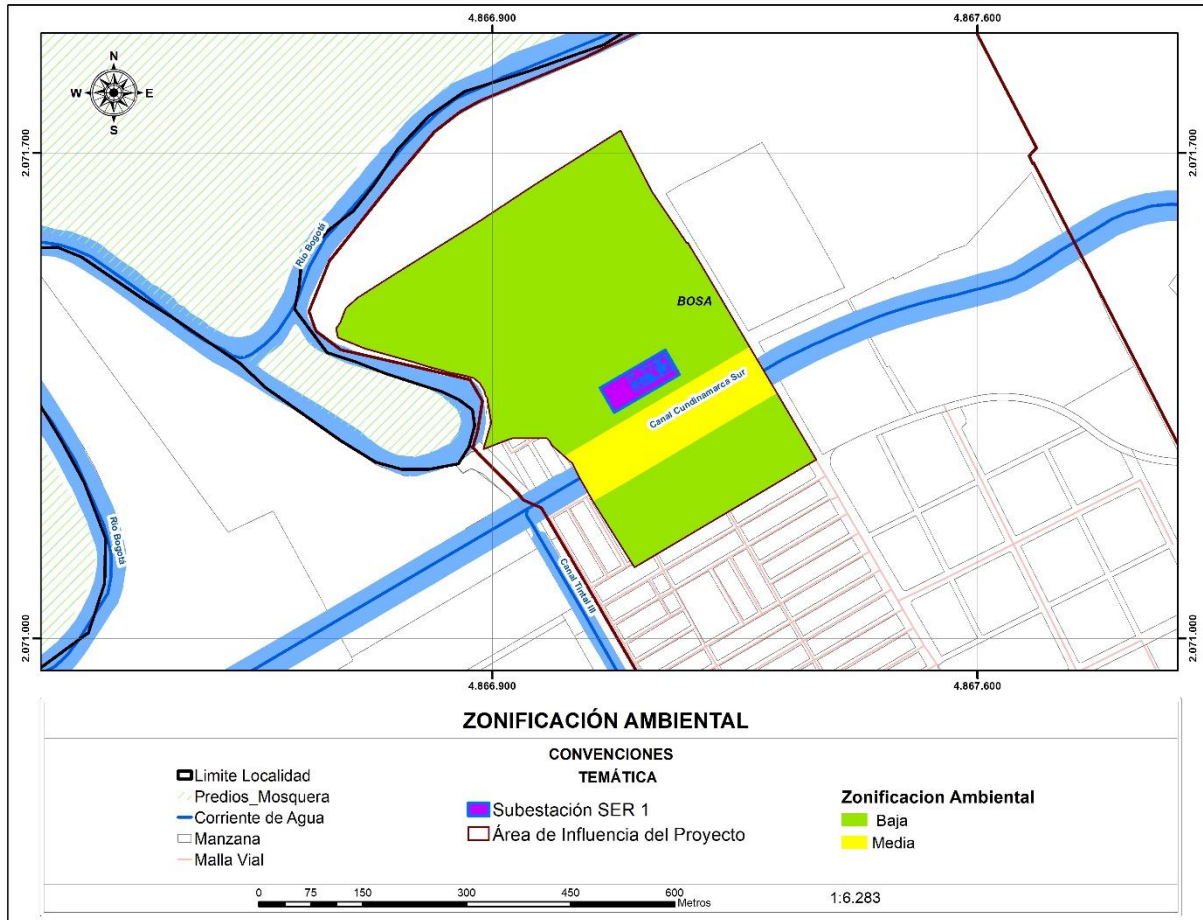 4.866.900
4.867.600
N
W
E
S
2.071.700
2.071.700
Río Bogotá
BOSA
Canal Cundinamarca Sur
Río Bogotá
Canal Tintal III
2.071.000
2.071.000
4.866.900
4.867.600
ZONIFICACIÓN AMBIENTAL
CONVENCIONES
TEMÁTICA
Limite Localidad
Predios_Mosquera
Corriente de Agua
Manzana
Malla Vial
Subestación SER 1
Área de Influencia del Proyecto
Zonificacion Ambiental
Baja
Media
0 75 150 300 450 600
Metros
1:6.283